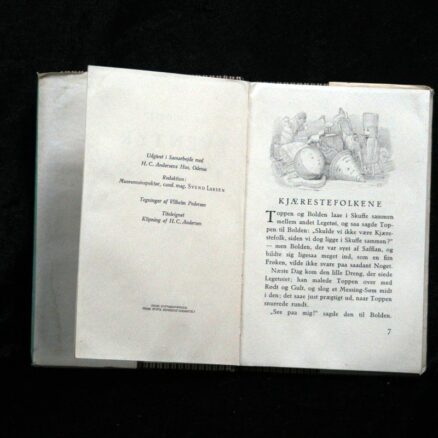 Udgivet i Samarbejde med
H. C. Andersens Hus, Odense
Redaktion:
Museumsinspektør, cand. mag. SVEND LARSEN
Tegninger af Vilhelm Pedersen
Titelvignet
Klipning af H. C. Andersen
KJÆRESTEFOLKENE
Toppen og Bolden laae i Skuffe sammen
mellem andet Legetøi, og saa sagde Top-
pen til Bolden: „Skulde vi ikke være Kjære-
stefolk, siden vi dog ligge i Skuffe sammen?"
— men Bolden, der var syet af Saffian, og
bildte sig ligesaa meget ind, som en fiin
Frøken, vilde ikke svare paa saadant Noget.
Næste Dag kom den lille Dreng, der eiede
Legetøiet; han malede Toppen over med
Rødt og Guult, og slog et Messing-Søm midt
i den; det saae just prægtigt ud, naar Toppen
snurrede rundt.
„See paa mig!" sagde den til Bolden.
7